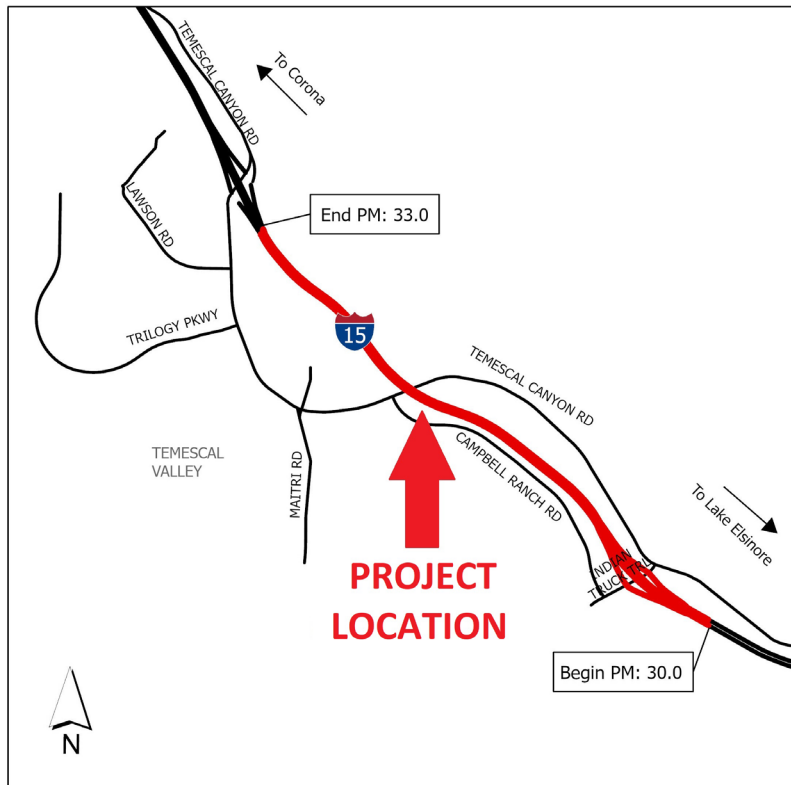 TEMESCAL CANYON RD
To Corona
LAWSON RD
End PM: 33.0
TRILOGY PKWY
15
TEMESCAL CANYON RD
TEMESCAL
VALLEY
MAITRI RD
CAMPBELL RANCH RD
To Lake Elsinore
INDIAN
TRUCK TRL
PROJECT
LOCATION
Begin PM: 30.0
N